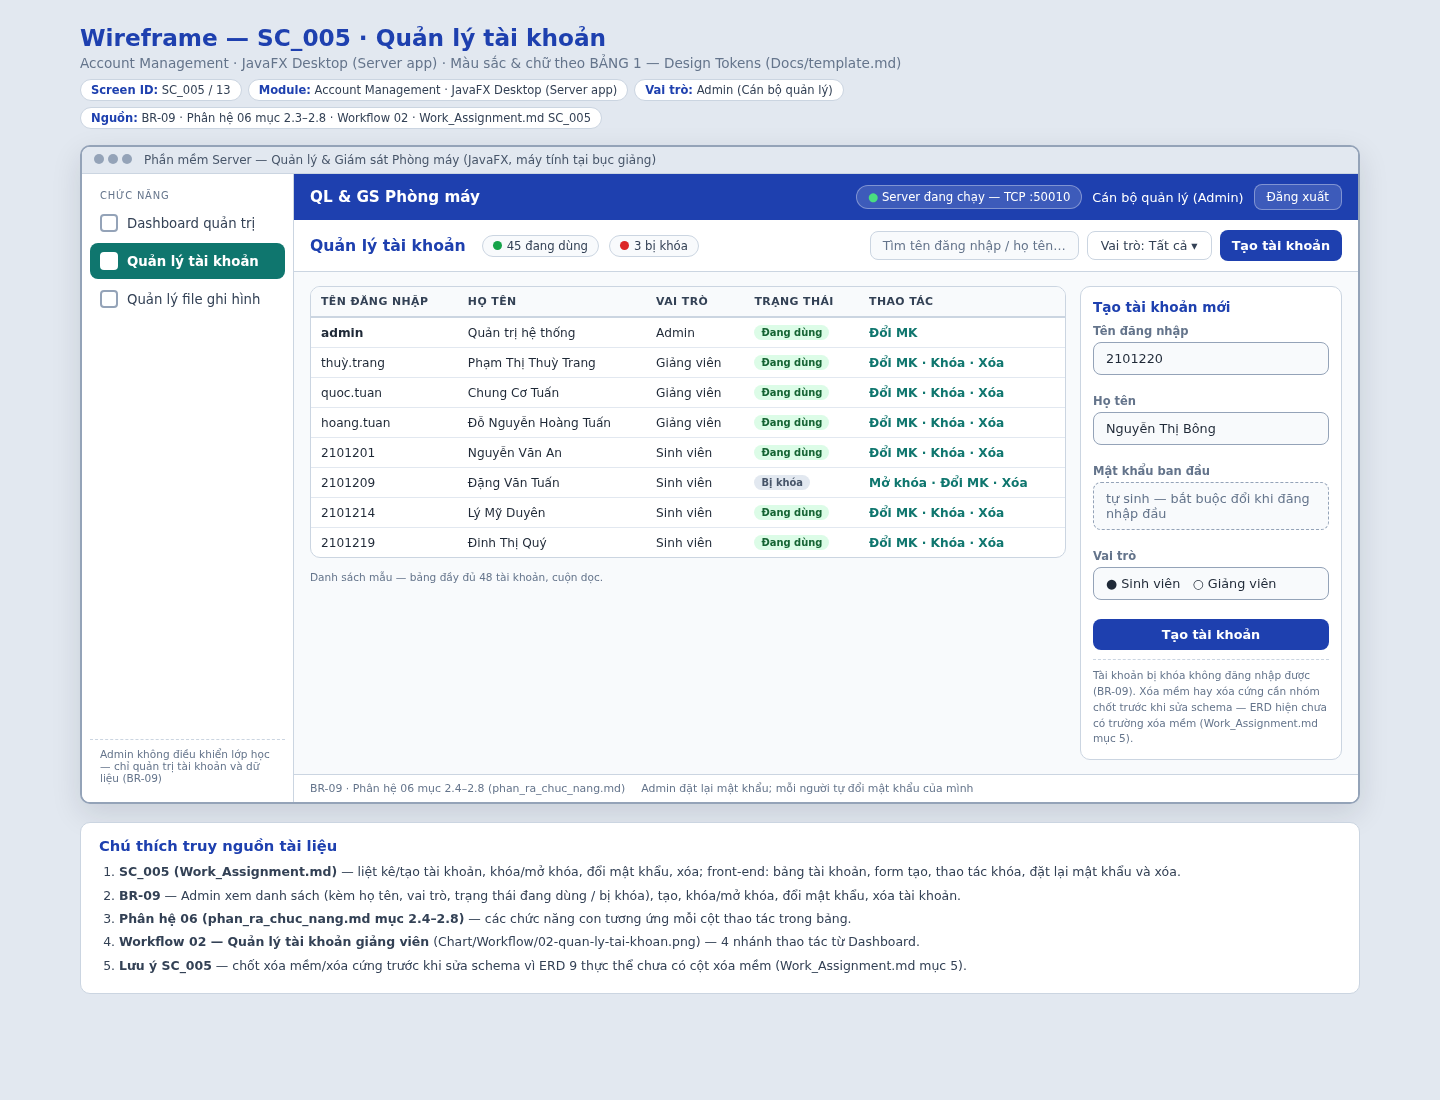 Wireframe — SC_005 · Quản lý tài khoản
Account Management · JavaFX Desktop (Server app) · Màu sắc & chữ theo BẢNG 1 — Design Tokens (Docs/template.md)
Screen ID: SC_005 / 13
Module: Account Management · JavaFX Desktop (Server app)
Vai trò: Admin (Cán bộ quản lý)
Nguồn: BR-09 · Phân hệ 06 mục 2.3–2.8 · Workflow 02 · Work_Assignment.md SC_005
Phần mềm Server — Quản lý & Giám sát Phòng máy (JavaFX, máy tính tại bục giảng)
CHỨC NĂNG
Dashboard quản trị
Quản lý tài khoản
Quản lý file ghi hình
Admin không điều khiển lớp học
— chỉ quản trị tài khoản và dữ
liệu (BR-09)
QL & GS Phòng máy
● Server đang chạy — TCP :50010
Cán bộ quản lý (Admin)
Đăng xuất
Quản lý tài khoản
45 đang dùng
3 bị khóa
Tìm tên đăng nhập / họ tên…
Vai trò: Tất cả ▾
Tạo tài khoản
TÊN ĐĂNG NHẬP HỌ TÊN VAI TRÒ TRẠNG THÁI THAO TÁC
admin Quản trị hệ thống Admin Đang dùng Đổi MK
thuỳ.trang Phạm Thị Thuỳ Trang Giảng viên Đang dùng Đổi MK · Khóa · Xóa
quoc.tuan Chung Cơ Tuấn Giảng viên Đang dùng Đổi MK · Khóa · Xóa
hoang.tuan Đỗ Nguyễn Hoàng Tuấn Giảng viên Đang dùng Đổi MK · Khóa · Xóa
2101201 Nguyễn Văn An Sinh viên Đang dùng Đổi MK · Khóa · Xóa
2101209 Đặng Văn Tuấn Sinh viên Bị khóa Mở khóa · Đổi MK · Xóa
2101214 Lý Mỹ Duyên Sinh viên Đang dùng Đổi MK · Khóa · Xóa
2101219 Đinh Thị Quý Sinh viên Đang dùng Đổi MK · Khóa · Xóa
Danh sách mẫu — bảng đầy đủ 48 tài khoản, cuộn dọc.
Tạo tài khoản mới
Tên đăng nhập
2101220
Họ tên
Nguyễn Thị Bông
Mật khẩu ban đầu
tự sinh — bắt buộc đổi khi đăng
nhập đầu
Vai trò
● Sinh viên ○ Giảng viên
Tạo tài khoản
Tài khoản bị khóa không đăng nhập được
(BR-09). Xóa mềm hay xóa cứng cần nhóm
chốt trước khi sửa schema — ERD hiện chưa
có trường xóa mềm (Work_Assignment.md
mục 5).
BR-09 · Phân hệ 06 mục 2.4–2.8 (phan_ra_chuc_nang.md) Admin đặt lại mật khẩu; mỗi người tự đổi mật khẩu của mình
Chú thích truy nguồn tài liệu
1. SC_005 (Work_Assignment.md) — liệt kê/tạo tài khoản, khóa/mở khóa, đổi mật khẩu, xóa; front-end: bảng tài khoản, form tạo, thao tác khóa, đặt lại mật khẩu và xóa.
2. BR-09 — Admin xem danh sách (kèm họ tên, vai trò, trạng thái đang dùng / bị khóa), tạo, khóa/mở khóa, đổi mật khẩu, xóa tài khoản.
3. Phân hệ 06 (phan_ra_chuc_nang.md mục 2.4–2.8) — các chức năng con tương ứng mỗi cột thao tác trong bảng.
4. Workflow 02 — Quản lý tài khoản giảng viên (Chart/Workflow/02-quan-ly-tai-khoan.png) — 4 nhánh thao tác từ Dashboard.
5. Lưu ý SC_005 — chốt xóa mềm/xóa cứng trước khi sửa schema vì ERD 9 thực thể chưa có cột xóa mềm (Work_Assignment.md mục 5).